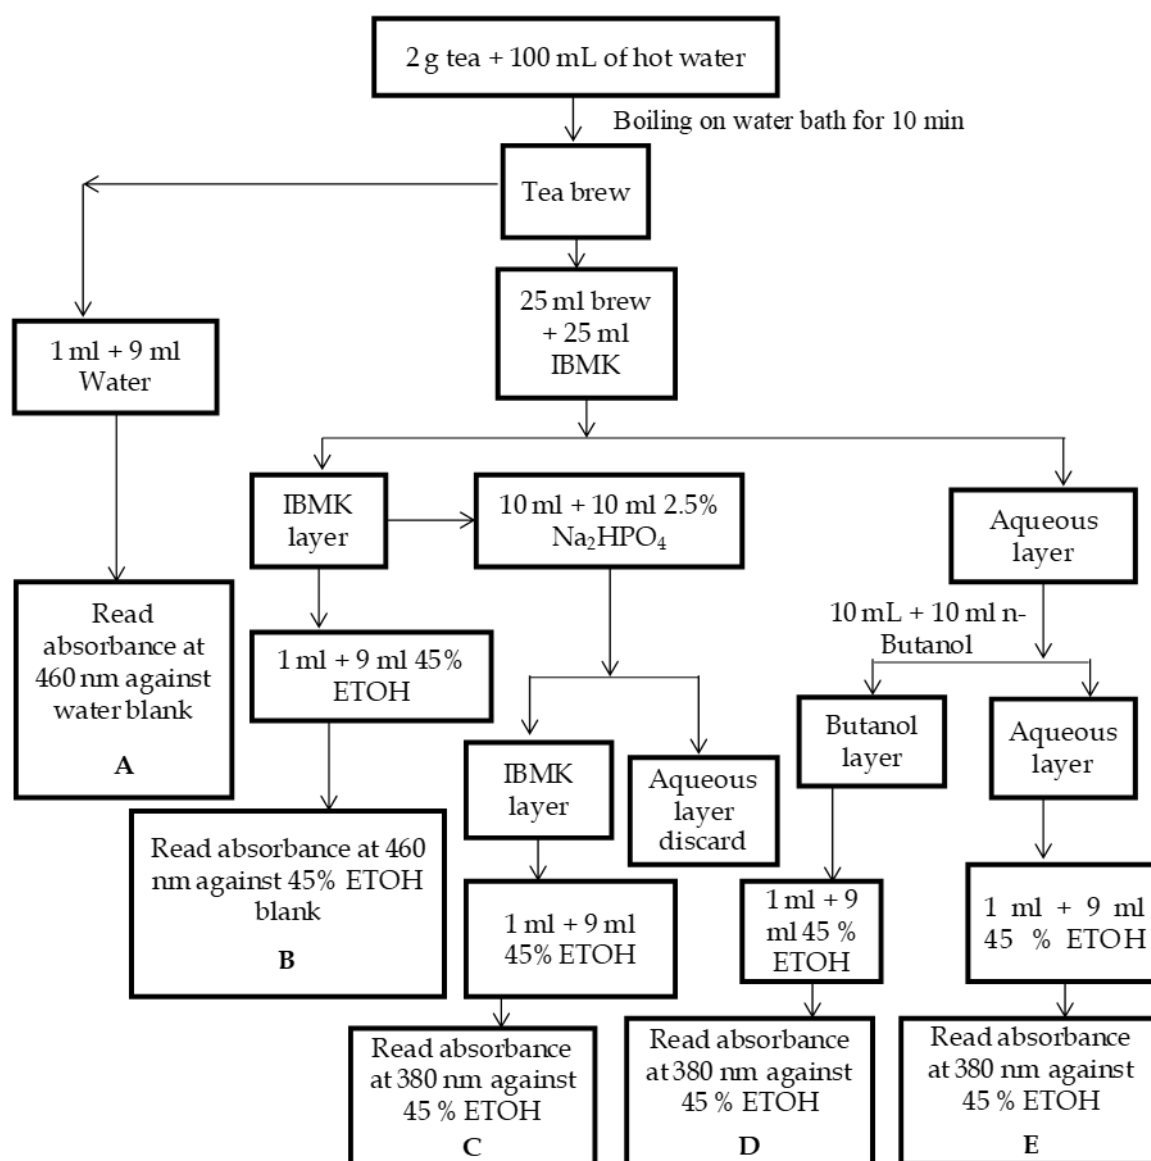 2 g tea + 100 mL of hot water
Boiling on water bath for 10 min
Tea brew
25 ml brew
+ 25 ml
IBMK
1 ml + 9 ml
Water
IBMK
layer
10 ml + 10 ml 2.5%
Na₂HPO₄
Aqueous
layer
Read
absorbance at
460 nm against
water blank
A
10 mL + 10 ml n-
Butanol
1 ml + 9 ml 45%
ETOH
Butanol
layer
Aqueous
layer
IBMK
layer
Aqueous
layer
discard
Read absorbance at 460
nm against 45% ETOH
blank
B
1 ml + 9 ml
45% ETOH
1 ml + 9
ml 45 %
ETOH
1 ml + 9 ml
45 % ETOH
Read absorbance
at 380 nm against
45 % ETOH
C
Read absorbance
at 380 nm against
45 % ETOH
D
Read absorbance
at 380 nm against
45 % ETOH
E